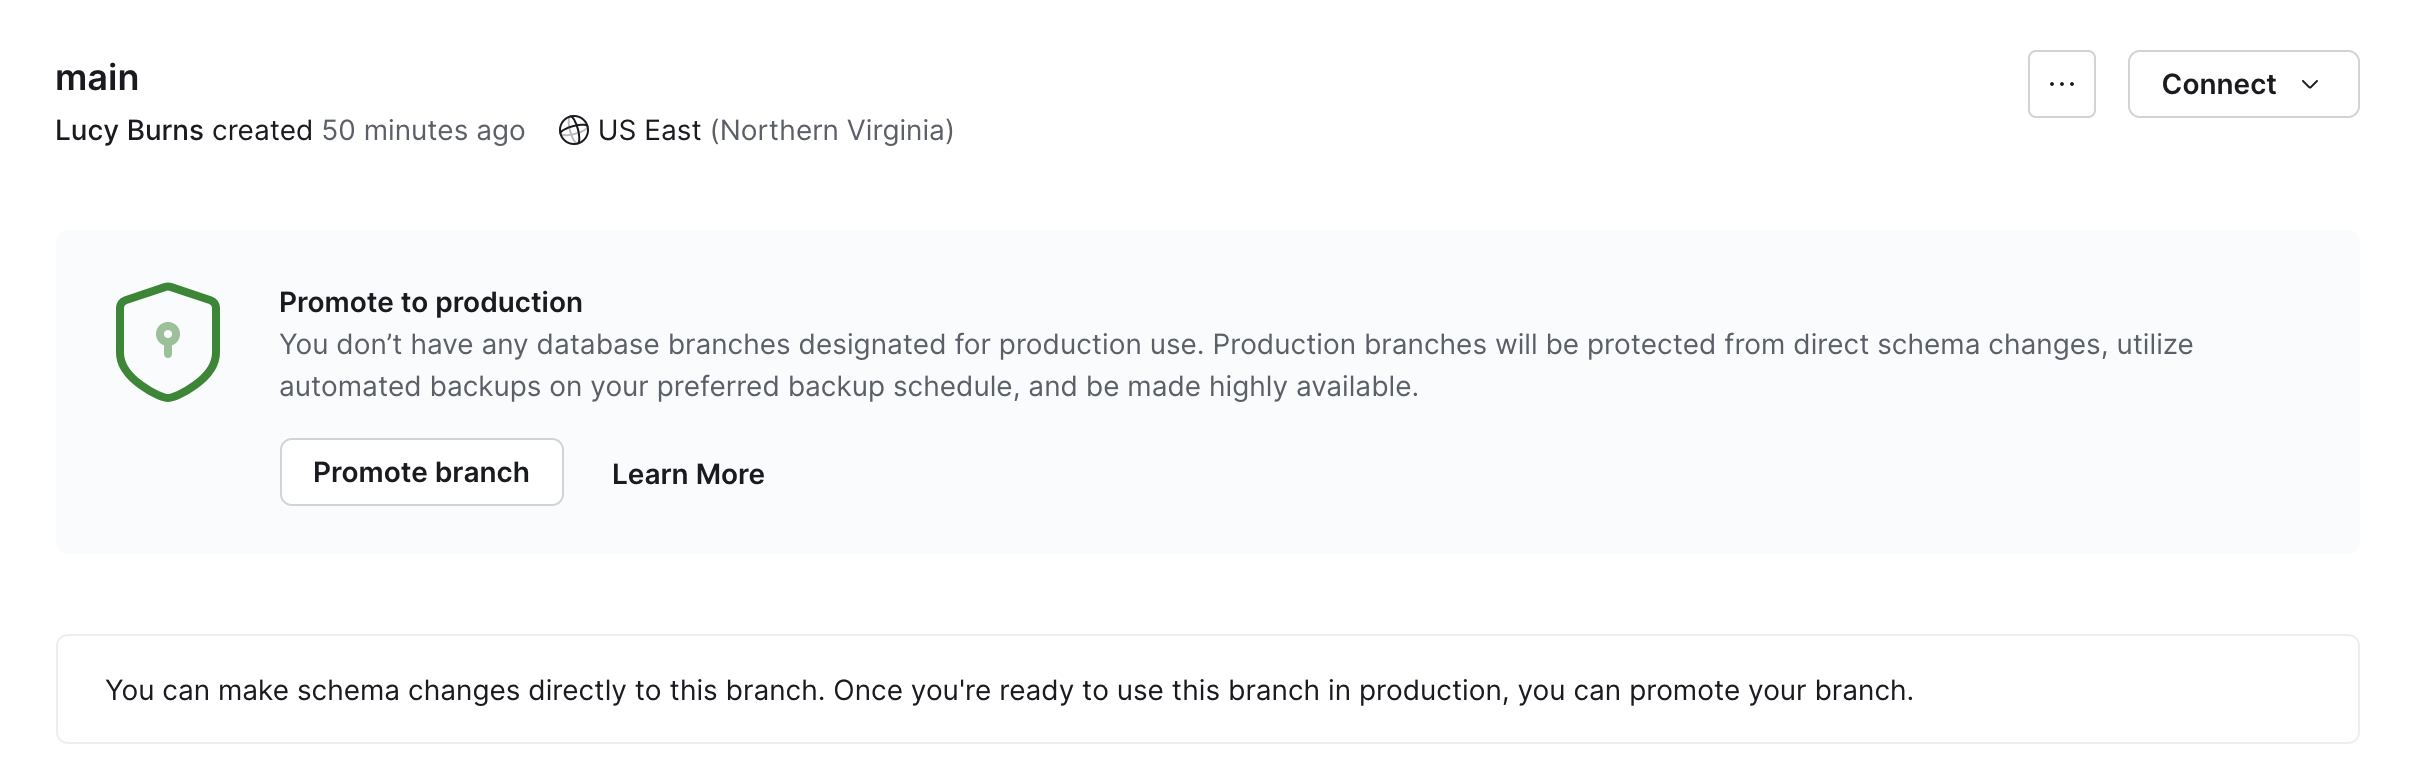 main
Connect
Lucy Burns created 50 minutes ago US East (Northern Virginia)
Promote to production
You don’t have any database branches designated for production use. Production branches will be protected from direct schema changes, utilize
automated backups on your preferred backup schedule, and be made highly available.
Promote branch Learn More
You can make schema changes directly to this branch. Once you're ready to use this branch in production, you can promote your branch.